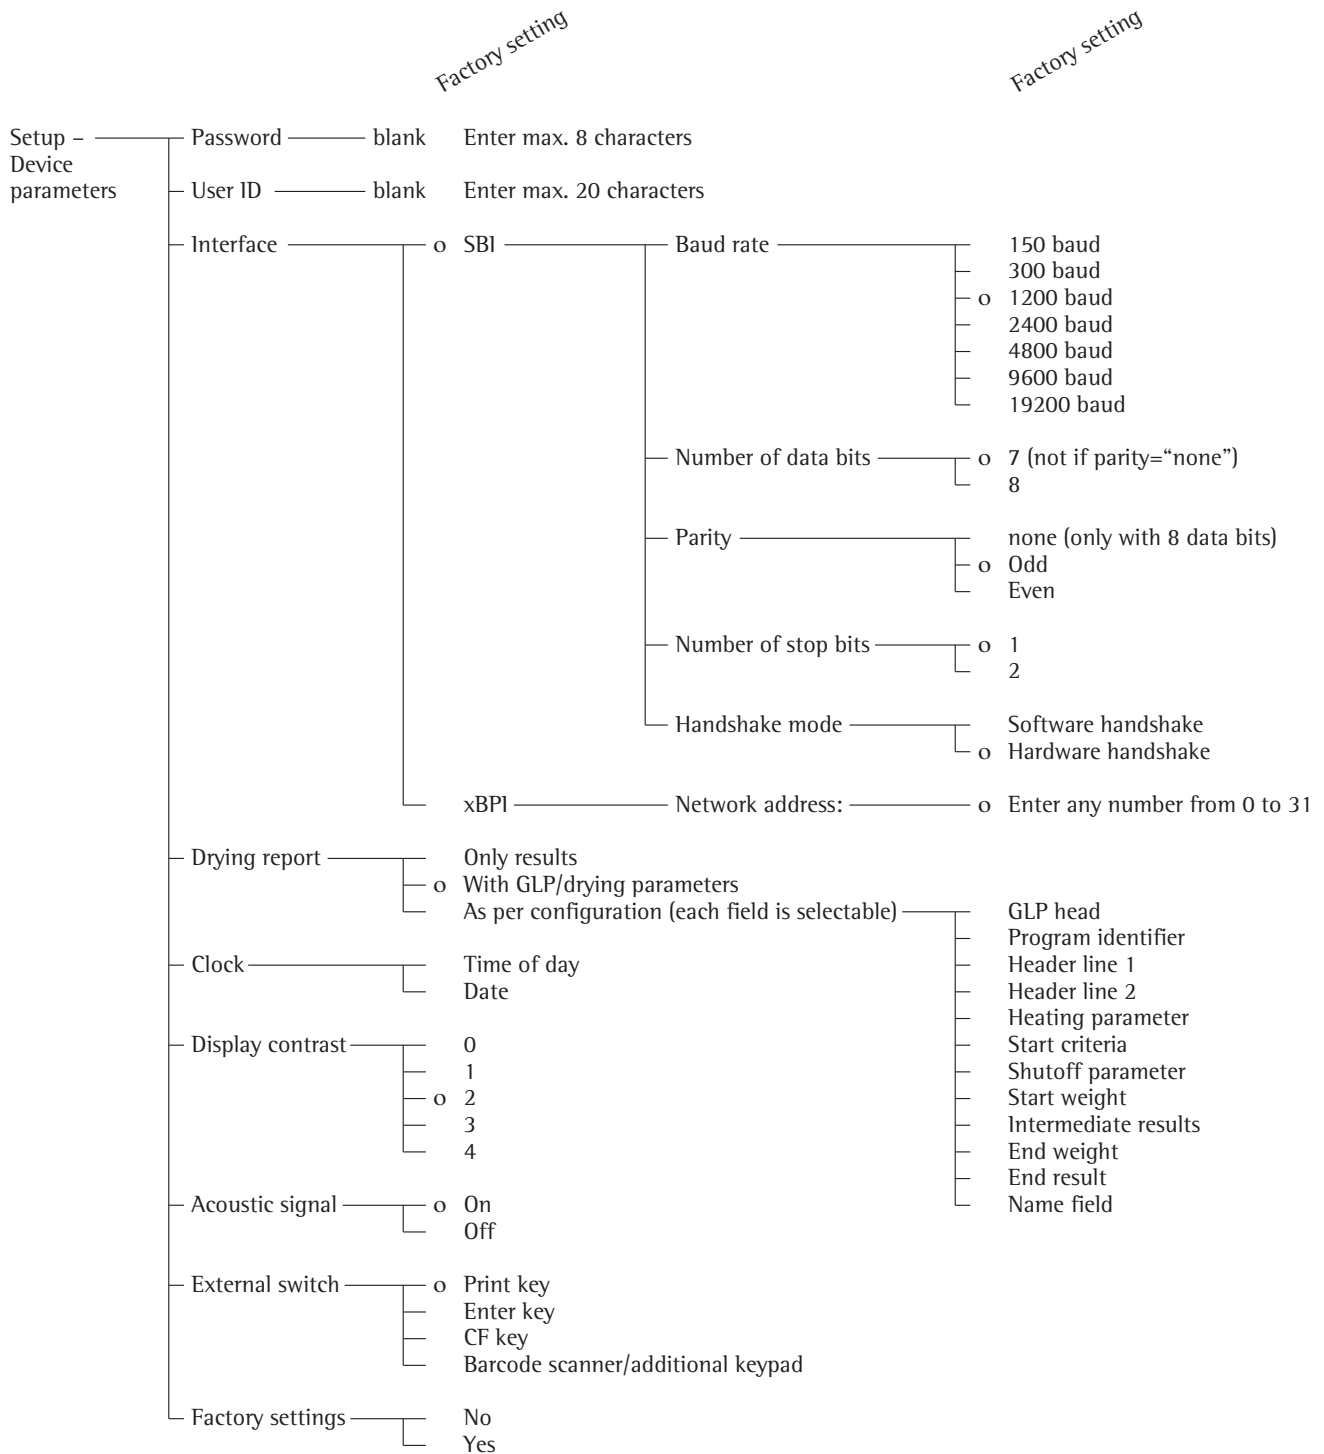 Factory setting Factory setting
Setup – Password blank Enter max. 8 characters
Device
parameters User ID blank Enter max. 20 characters
Interface o SBI Baud rate 150 baud
300 baud
o 1200 baud
2400 baud
4800 baud
9600 baud
19200 baud
Number of data bits o 7 (not if parity=“none”)
8
Parity none (only with 8 data bits)
o Odd
Even
Number of stop bits o 1
2
Handshake mode Software handshake
o Hardware handshake
xBPI Network address: o Enter any number from 0 to 31
Drying report Only results
o With GLP/drying parameters
As per configuration (each field is selectable) GLP head
Program identifier
Clock Time of day Header line 1
Date Header line 2
Heating parameter
Display contrast 0 Start criteria
1 Shutoff parameter
o 2 Start weight
3 Intermediate results
4 End weight
End result
Acoustic signal o On Name field
Off
External switch o Print key
Enter key
CF key
Barcode scanner/additional keypad
Factory settings No
Yes